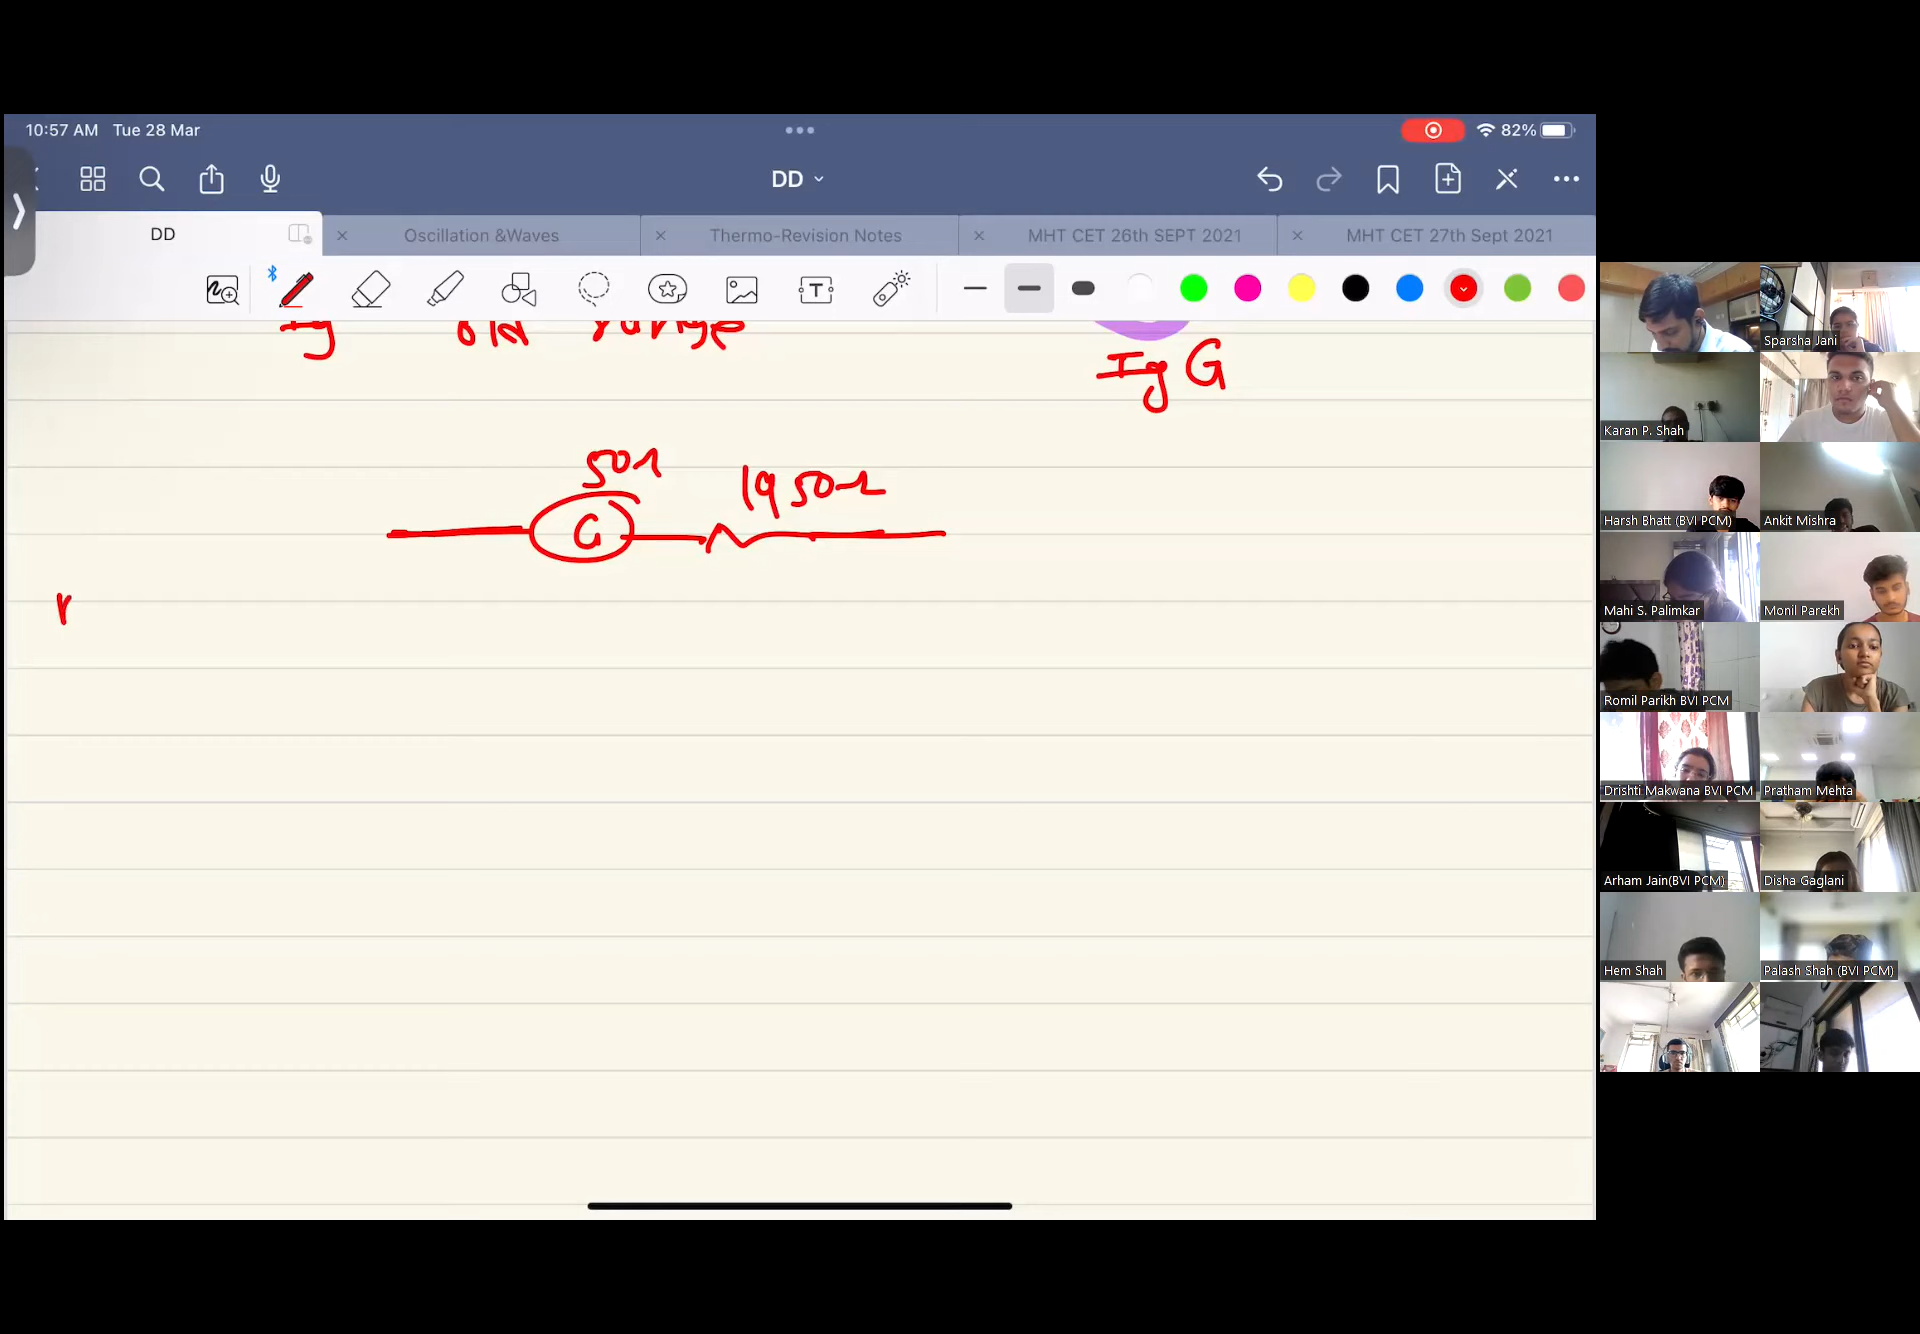 10:57 AM Tue 28 Mar
82%
DD
DD
Oscillation &Waves
Thermo-Revision Notes
MHT CET 26th SEPT 2021
MHT CET 27th Sept 2021
T
Ig old range
Ig G
50Ω
1950Ω
G
Sparsha Jani
Karan P. Shah
Harsh Bhatt (BVI PCM)
Ankit Mishra
Mahi S. Palimkar
Monil Parekh
Romil Parikh BVI PCM
Drishti Makwana BVI PCM
Pratham Mehta
Arham Jain(BVI PCM)
Disha Gaglani
Hem Shah
Palash Shah (BVI PCM)